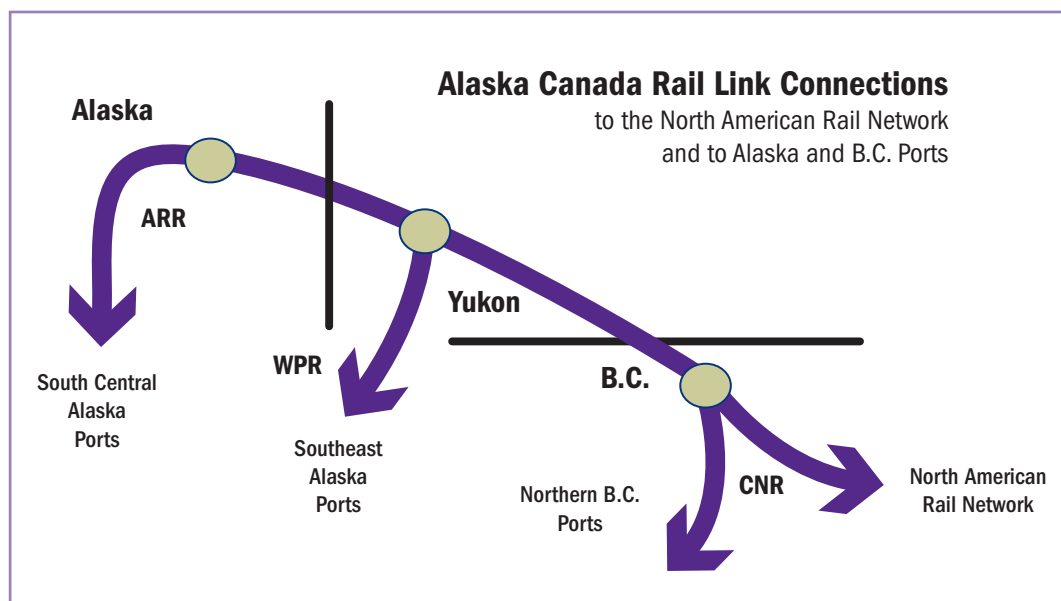 Alaska Canada Rail Link Connections
to the North American Rail Network
and to Alaska and B.C. Ports
Alaska
ARR
Yukon
WPR
B.C.
South Central
Alaska
Ports
Southeast
Alaska
Ports
CNR
Northern B.C.
Ports
North American
Rail Network